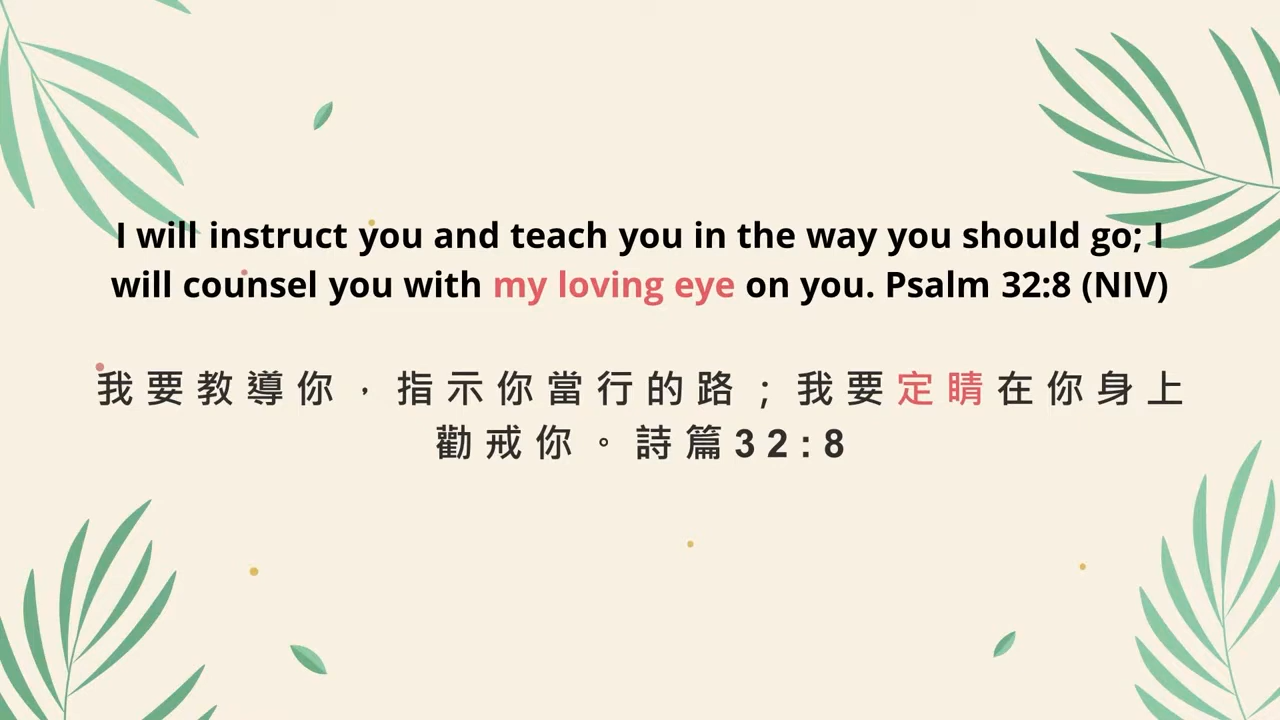 I will instruct you and teach you in the way you should go; I
will counsel you with my loving eye on you. Psalm 32:8 (NIV)
我要教導你，指示你當行的路；我要定睛在你身上
勸戒你。詩篇32:8